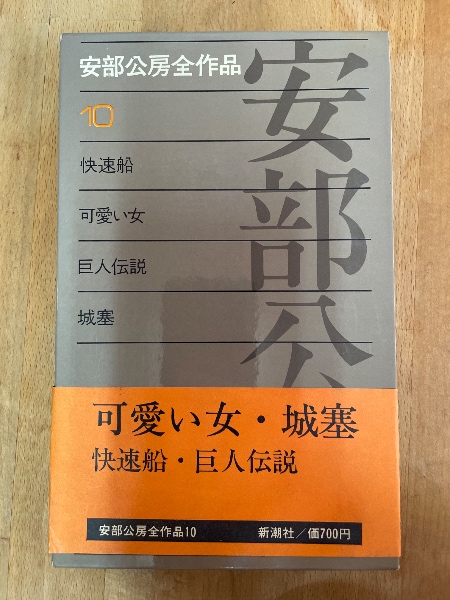 安部公房全作品
10
快速船
可愛い女
巨人伝説
城塞
安部公
可愛い女・城塞
快速船・巨人伝説
安部公房全作品10 新潮社／価700円